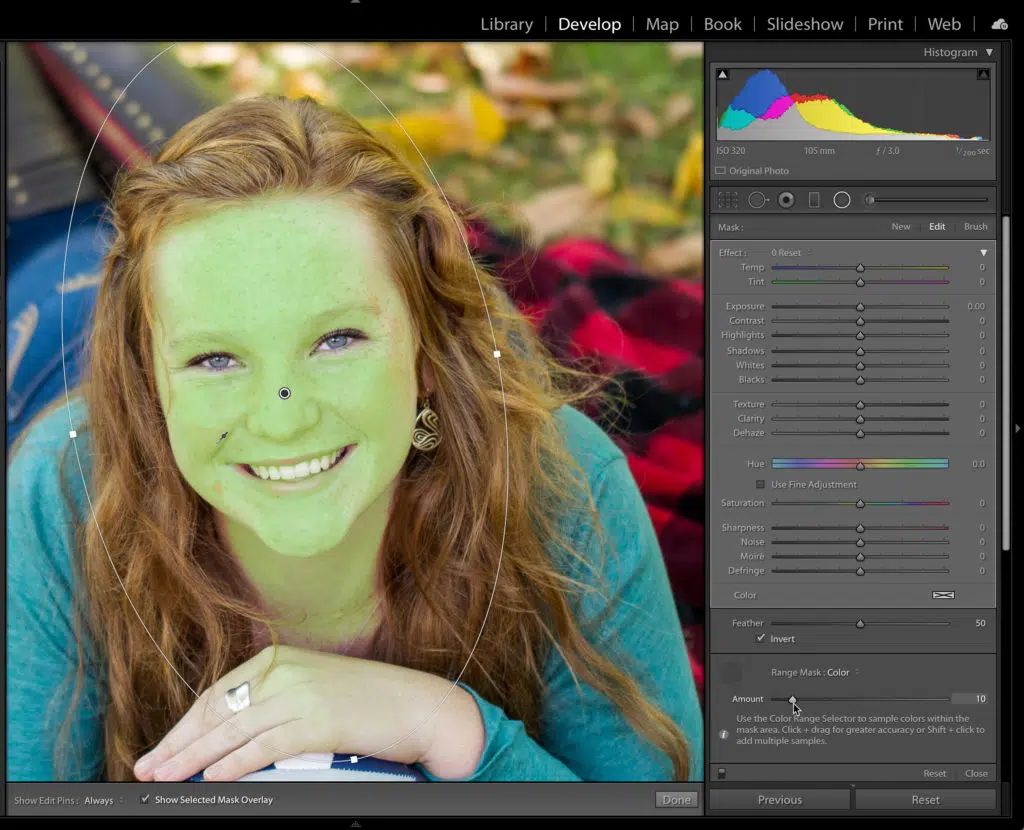 Library | Develop | Map | Book | Slideshow | Print | Web |
Histogram
ISO 320 105 mm ƒ / 3.0 1/200 sec
Original Photo
Mask : New Edit Brush
Effect : 0 Reset
Temp 0
Tint 0
Exposure 0.00
Contrast 0
Highlights 0
Shadows 0
Whites 0
Blacks 0
Texture 0
Clarity 0
Dehaze 0
Hue 0.0
Use Fine Adjustment
Saturation 0
Sharpness 0
Noise 0
Moiré 0
Defringe 0
Color
Feather 50
Invert
Range Mask : Color
Amount 10
Use the Color Range Selector to sample colors within the
mask area. Click + drag for greater accuracy or Shift + click to
add multiple samples.
Reset Close
Show Edit Pins : Always Show Selected Mask Overlay Done Previous Reset